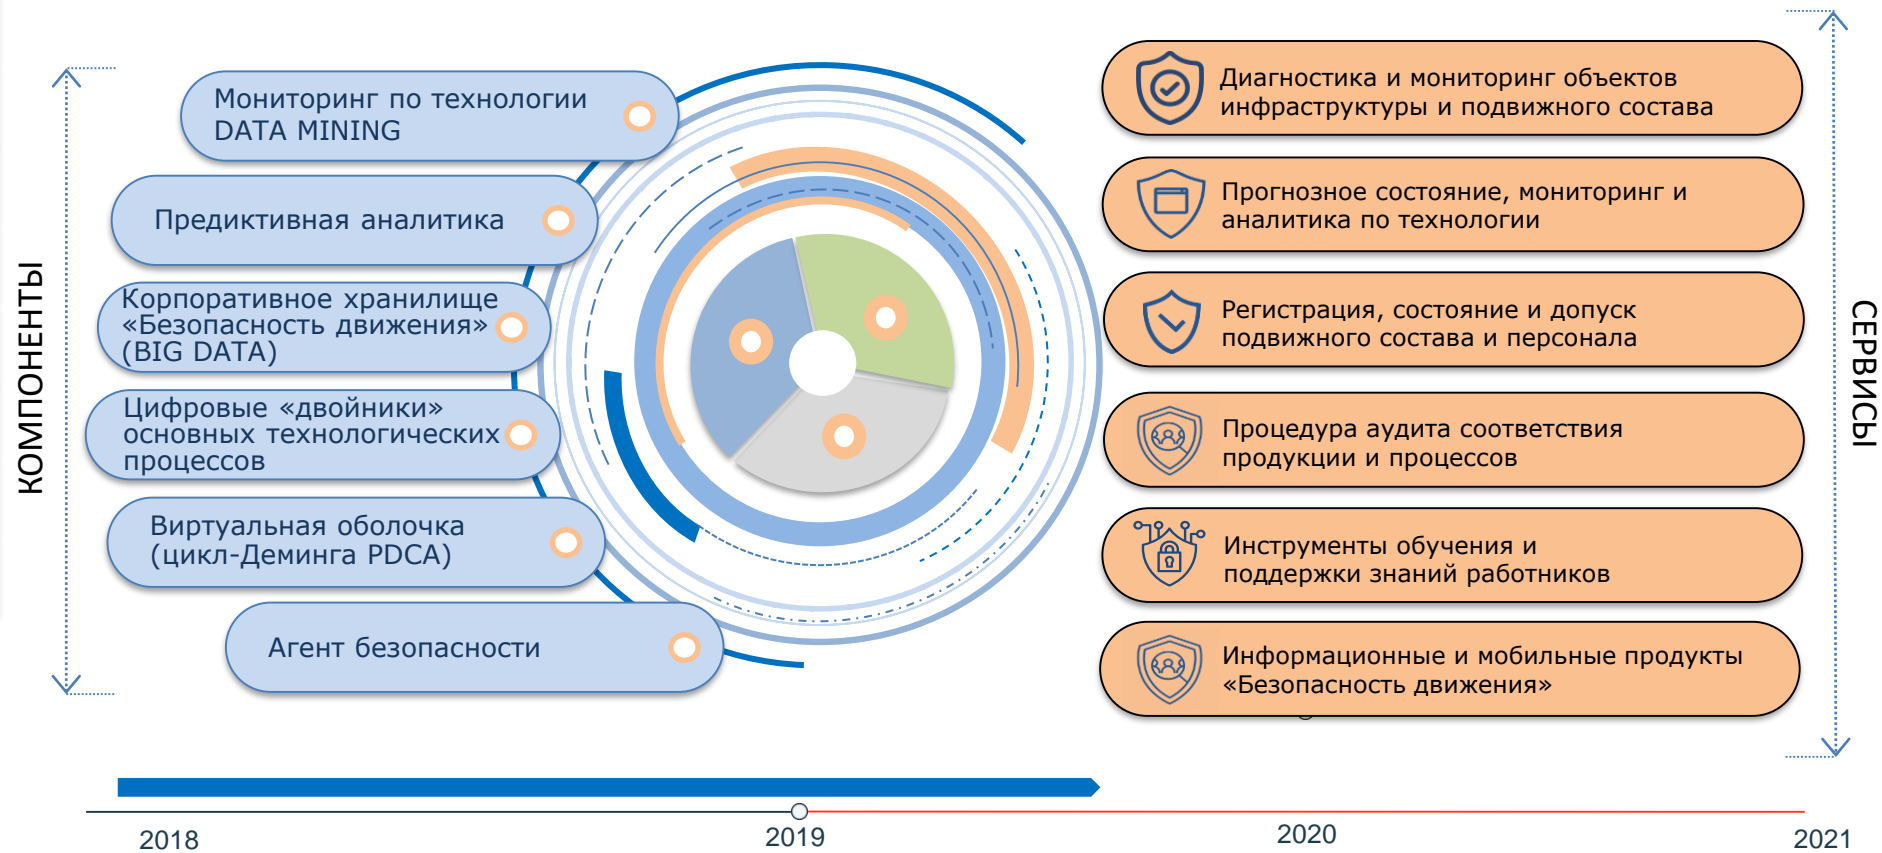 КОМПОНЕНТЫ
Мониторинг по технологии
DATA MINING
Предиктивная аналитика
Корпоративное хранилище
«Безопасность движения»
(BIG DATA)
Цифровые «двойники»
основных технологических
процессов
Виртуальная оболочка
(цикл-Деминга PDCA)
Агент безопасности
Диагностика и мониторинг объектов
инфраструктуры и подвижного состава
Прогнозное состояние, мониторинг и
аналитика по технологии
Регистрация, состояние и допуск
подвижного состава и персонала
Процедура аудита соответствия
продукции и процессов
Инструменты обучения и
поддержки знаний работников
Информационные и мобильные продукты
«Безопасность движения»
СЕРВИСЫ
2018
2019
2020
2021